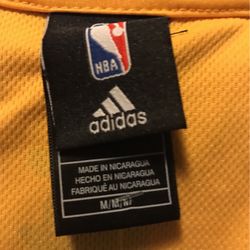 NBA
adidas
MADE IN NICARAGUA
HECHO EN NICARAGUA
FABRIQUÉ AU NICARAGUA
M/M/M